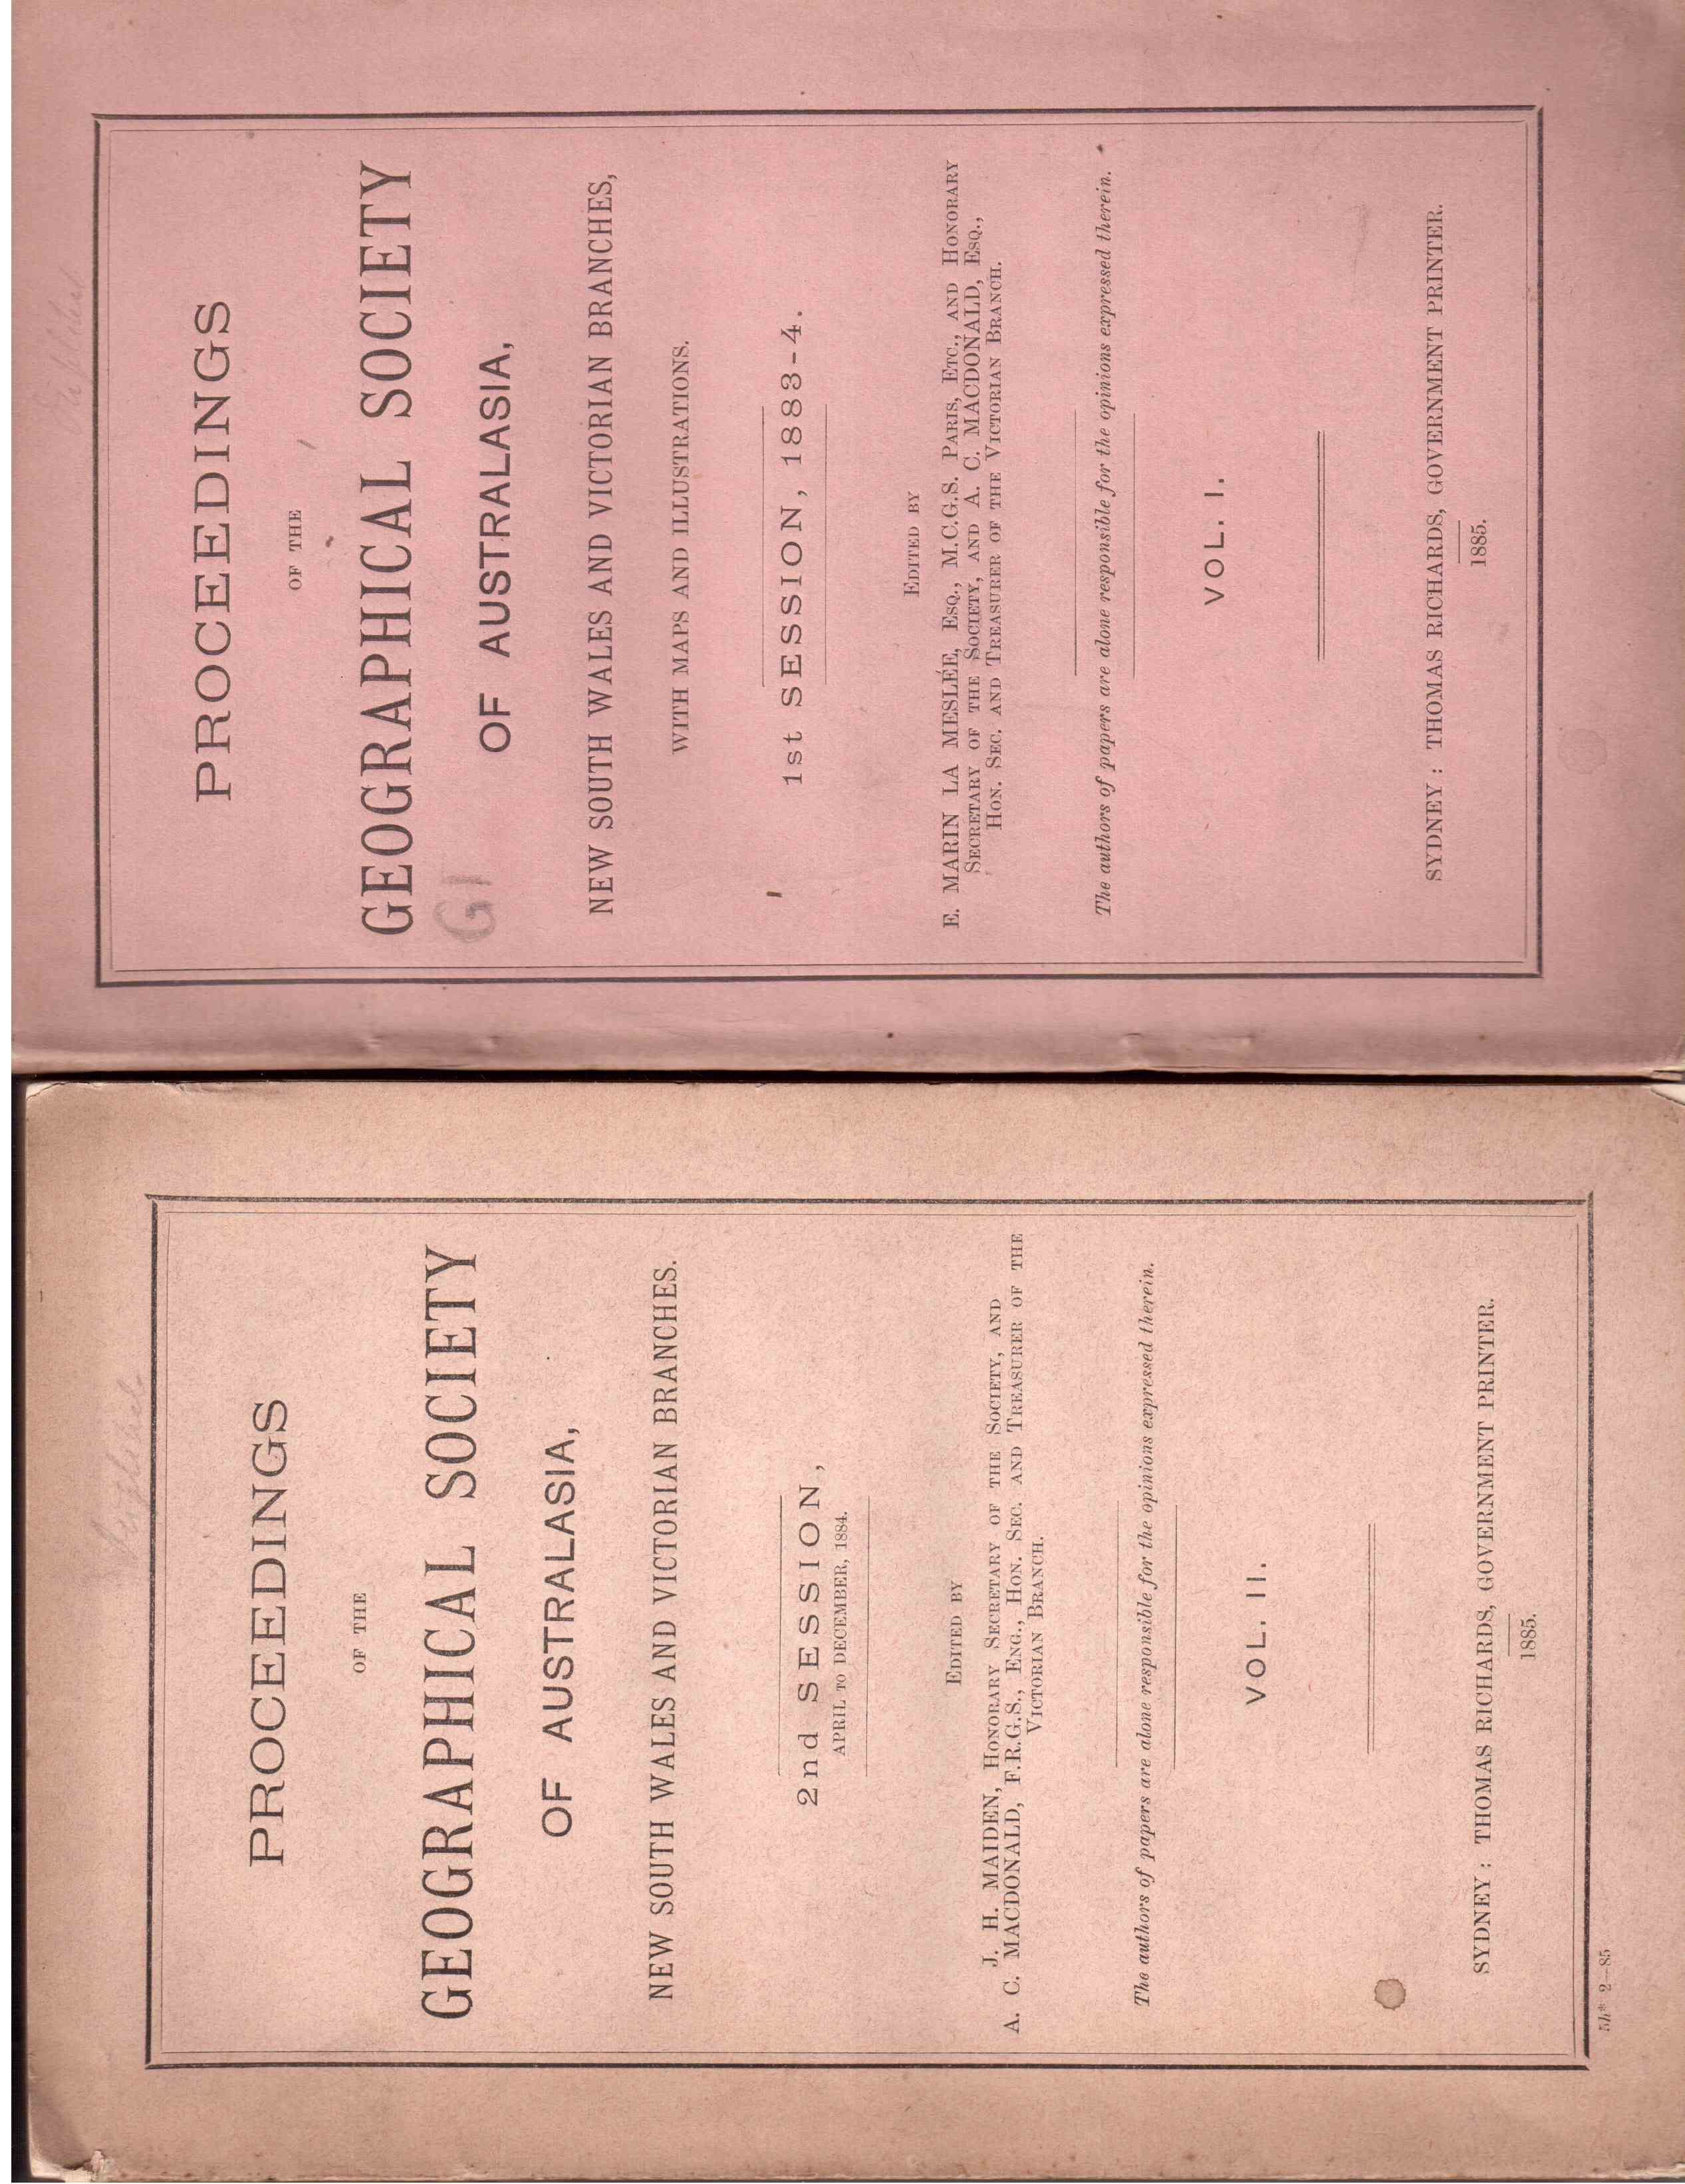 PROCEEDINGS
OF THE
GEOGRAPHICAL SOCIETY
OF AUSTRALASIA,
NEW SOUTH WALES AND VICTORIAN BRANCHES.
2nd SESSION,
APRIL TO DECEMBER, 1884.
EDITED BY
J. H. MAIDEN, HONORARY SECRETARY OF THE SOCIETY, AND
A. C. MACDONALD, F.R.G.S., ENG., HON. SEC. AND TREASURER OF THE
VICTORIAN BRANCH.
The authors of papers are alone responsible for the opinions expressed therein.
VOL. II.
SYDNEY : THOMAS RICHARDS, GOVERNMENT PRINTER.
1885.
5h* 2—85
PROCEEDINGS
OF THE
GEOGRAPHICAL SOCIETY
G1
OF AUSTRALASIA,
NEW SOUTH WALES AND VICTORIAN BRANCHES,
WITH MAPS AND ILLUSTRATIONS.
1st SESSION, 1883-4.
EDITED BY
E. MARIN LA MESLÉE, ESQ., M.C.G.S. PARIS, ETC., AND HONORARY
SECRETARY OF THE SOCIETY, AND A. C. MACDONALD, ESQ.,
HON. SEC. AND TREASURER OF THE VICTORIAN BRANCH.
The authors of papers are alone responsible for the opinions expressed therein.
VOL. I.
SYDNEY : THOMAS RICHARDS, GOVERNMENT PRINTER.
1885.